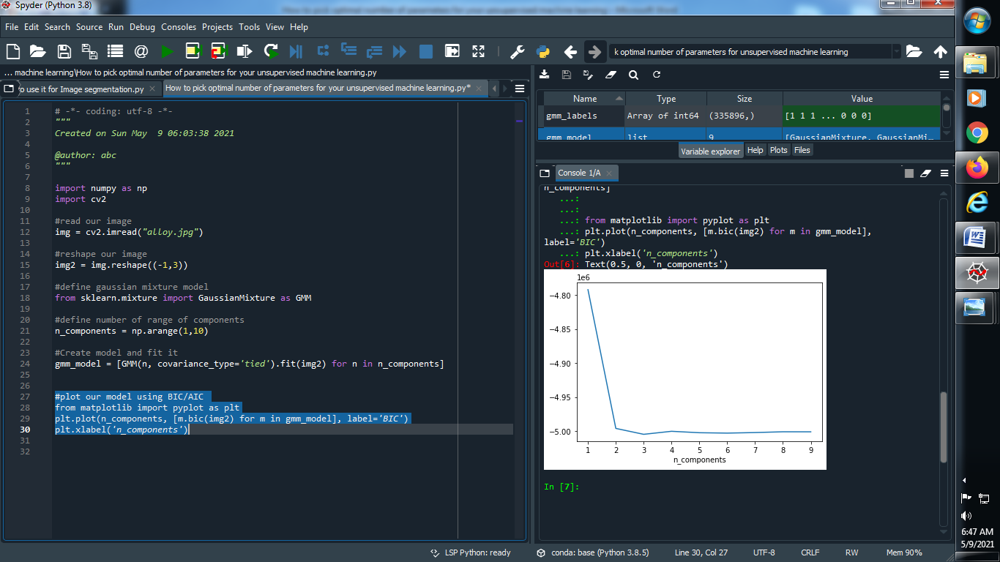 Spyder (Python 3.8)
How to pick optimal number of parameters for your unsupervised machine learning - Microsoft Word
File Edit Search Source Run Debug Consoles Projects Tools View Help
k optimal number of parameters for unsupervised machine learning
... machine learning\How to pick optimal number of parameters for your unsupervised machine learning.py
o use it for Image segmentation.py
How to pick optimal number of parameters for your unsupervised machine learning.py*
1 # -*- coding: utf-8 -*-
2 """
3 Created on Sun May  9 06:03:38 2021
4
5 @author: abc
6 """
7
8 import numpy as np
9 import cv2
10
11 #read our image
12 img = cv2.imread("alloy.jpg")
13
14 #reshape our image
15 img2 = img.reshape((-1,3))
16
17 #define gaussian mixture model
18 from sklearn.mixture import GaussianMixture as GMM
19
20 #define number of range of components
21 n_components = np.arange(1,10)
22
23 #Create model and fit it
24 gmm_model = [GMM(n, covariance_type='tied').fit(img2) for n in n_components]
25
26
27 #plot our model using BIC/AIC
28 from matplotlib import pyplot as plt
29 plt.plot(n_components, [m.bic(img2) for m in gmm_model], label='BIC')
30 plt.xlabel('n_components')
31
32
Name Type Size Value
gmm_labels Array of int64 (335896,) [1 1 1 ... 0 0 0]
gmm_model list 9 [GaussianMixture, GaussianMi...
Variable explorer Help Plots Files
Console 1/A
n_components]
...:
...:
...: from matplotlib import pyplot as plt
...: plt.plot(n_components, [m.bic(img2) for m in gmm_model],
label='BIC')
...: plt.xlabel('n_components')
Out[6]: Text(0.5, 0, 'n_components')
1e6
−4.80
−4.85
−4.90
−4.95
−5.00
1 2 3 4 5 6 7 8 9
n_components
In [7]:
LSP Python: ready
conda: base (Python 3.8.5)
Line 30, Col 27
UTF-8
CRLF
RW
Mem 90%
6:47 AM
5/9/2021